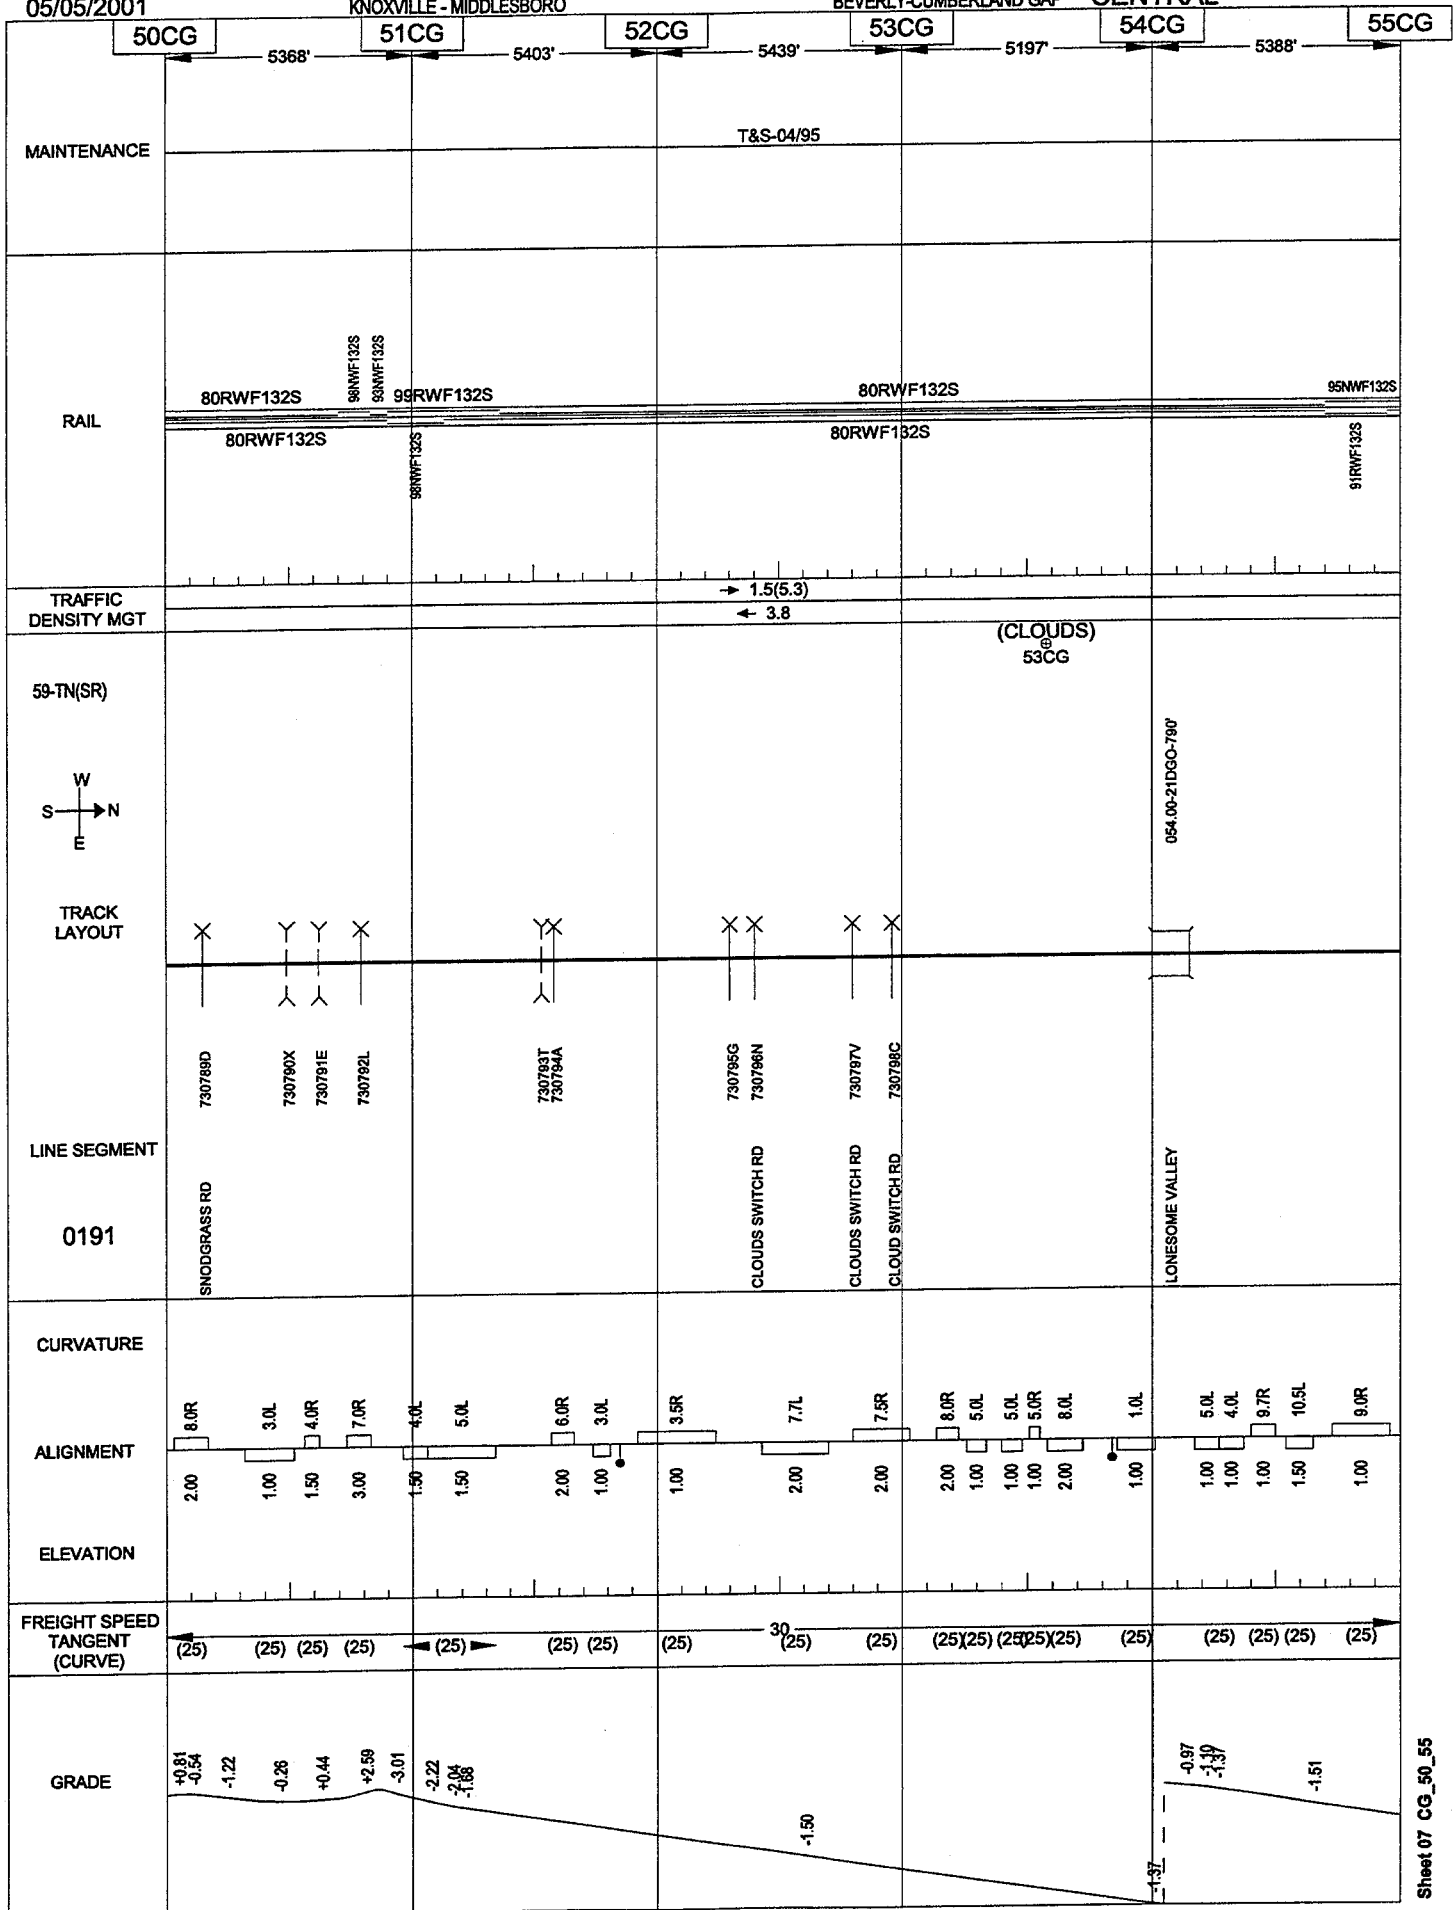 05/05/2001 KNOXVILLE - MIDDLESBORO BEVERLY-CUMBERLAND GAP CENTRAL
50CG 51CG 52CG 53CG 54CG 55CG
5368' 5403' 5439' 5197' 5388'
MAINTENANCE
T&S-04/95
RAIL
80RWF132S 98NWF132S 93NWF132S 99RWF132S 80RWF132S 95NWF132S
80RWF132S 98NWF132S 80RWF132S 91RWF132S
TRAFFIC
DENSITY MGT
1.5(5.3)
3.8
(CLOUDS)
53CG
59-TN(SR)
W
S N
E
054.00-21DGO-790'
TRACK
LAYOUT
730789D 730790X 730791E 730792L 730793T 730794A 730795G 730796N 730797V 730798C
LINE SEGMENT
0191
SNODGRASS RD CLOUDS SWITCH RD CLOUDS SWITCH RD CLOUD SWITCH RD LONESOME VALLEY
CURVATURE
8.0R 3.0L 4.0R 7.0R 4.0L 5.0L 6.0R 3.0L 3.5R 7.7L 7.5R 8.0R 5.0L 5.0L 5.0R 8.0L 1.0L 5.0L 4.0L 9.7R 10.5L 9.0R
ALIGNMENT
2.00 1.00 1.50 3.00 1.50 1.50 2.00 1.00 1.00 2.00 2.00 2.00 1.00 1.00 1.00 2.00 1.00 1.00 1.00 1.00 1.50 1.00
ELEVATION
FREIGHT SPEED
TANGENT
(CURVE)
30
(25) (25) (25) (25) (25) (25) (25) (25) (25) (25) (25) (25) (25) (25) (25) (25) (25) (25) (25) (25)
GRADE
+0.81 -0.54 -1.22 -0.26 +0.44 +2.59 -3.01 -2.22 -2.04 -1.68 -1.50 -1.37 -0.97 -1.10 -1.37 -1.51
Sheet 07 CG_50_55